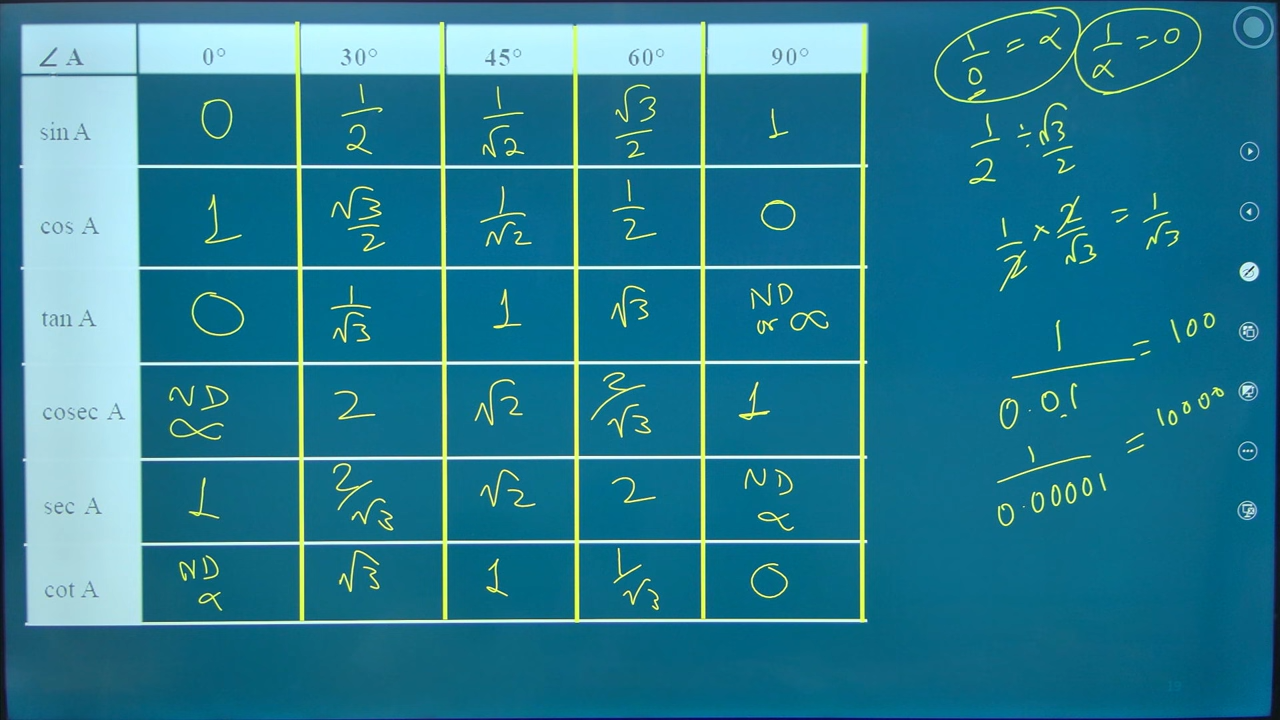 ∠A 0° 30° 45° 60° 90°
sin A 0 1/2 1/√2 √3/2 1
cos A 1 √3/2 1/√2 1/2 0
tan A 0 1/√3 1 √3 ND or ∝
cosec A ND ∝ 2 √2 2/√3 1
sec A 1 2/√3 √2 2 ND ∝
cot A ND ∝ √3 1 1/√3 0
1/0 = ∝ 1/∝ = 0
1/2 ÷ √3/2
1/2 × 2/√3 = 1/√3
1/0.01 = 100
1/0.00001 = 10000
19